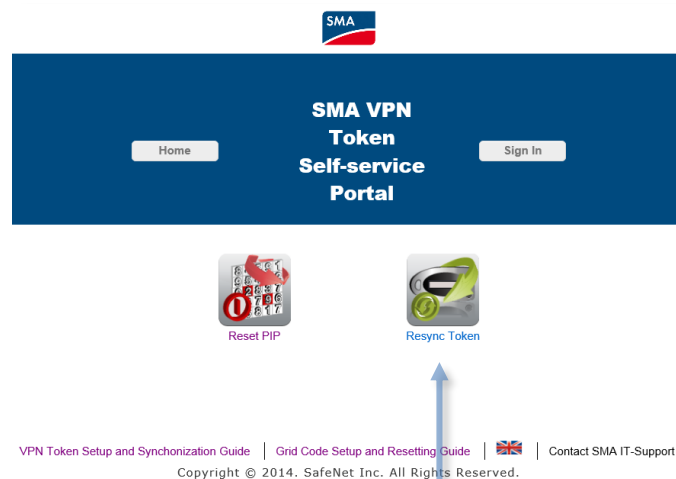 SMA
SMA VPN
Token
Self-service
Portal
Home
Sign In
Reset PIP
Resync Token
VPN Token Setup and Synchonization Guide
Grid Code Setup and Resetting Guide
Contact SMA IT-Support
Copyright © 2014. SafeNet Inc. All Rights Reserved.